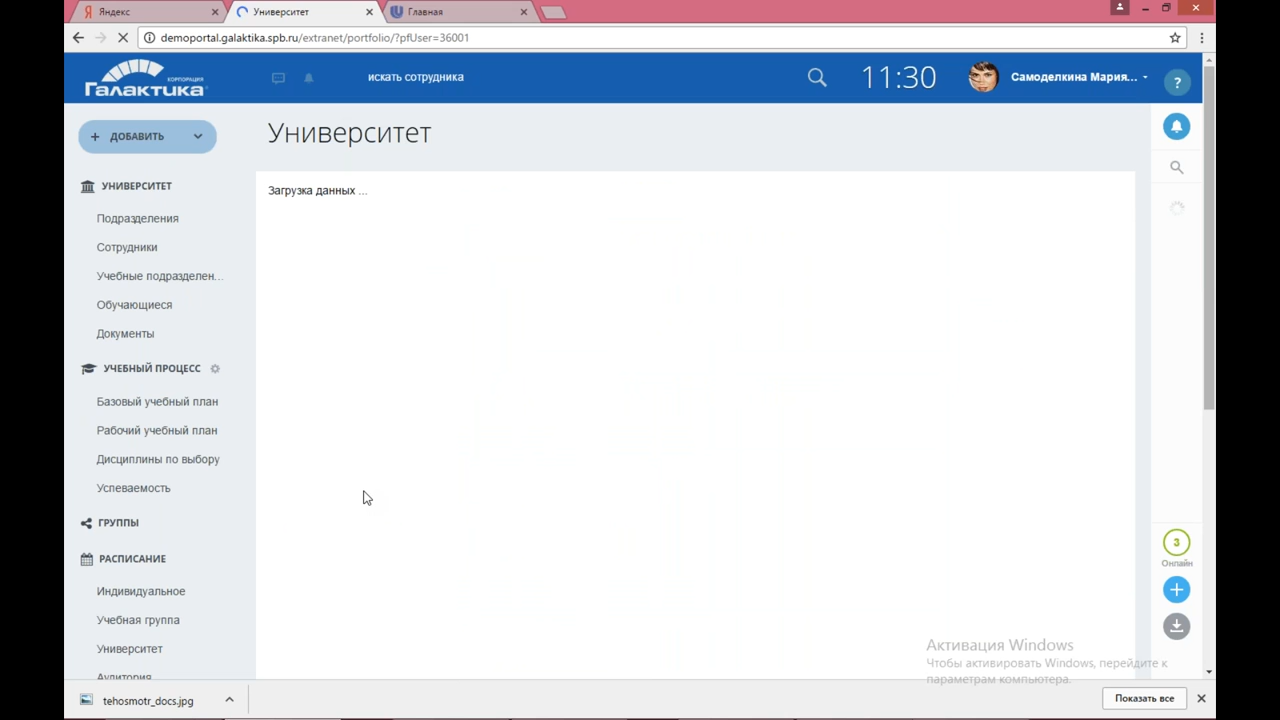 Яндекс
Университет
Главная
demoportal.galaktika.spb.ru/extranet/portfolio/?pfUser=36001
КОРПОРАЦИЯ
ГАЛАКТИКА
искать сотрудника
11:30
Самоделкина Мария...
?
+ ДОБАВИТЬ
Университет
Загрузка данных ...
УНИВЕРСИТЕТ
Подразделения
Сотрудники
Учебные подразделен...
Обучающиеся
Документы
УЧЕБНЫЙ ПРОЦЕСС
Базовый учебный план
Рабочий учебный план
Дисциплины по выбору
Успеваемость
ГРУППЫ
РАСПИСАНИЕ
Индивидуальное
Учебная группа
Университет
Аудитория
3
Онлайн
Активация Windows
Чтобы активировать Windows, перейдите к
параметрам компьютера.
tehosmotr_docs.jpg
Показать все